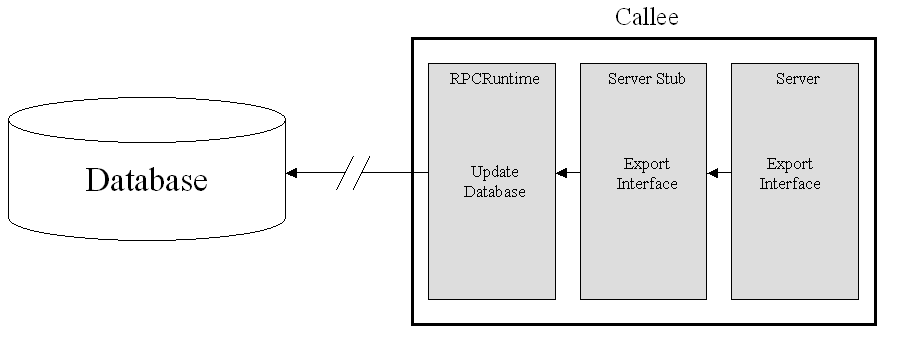 Callee
Database
RPCRuntime
Update
Database
Server Stub
Export
Interface
Server
Export
Interface